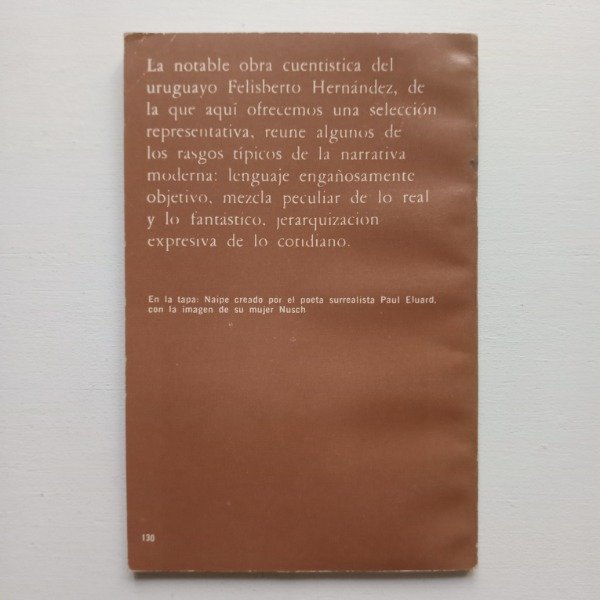 La notable obra cuentística del
uruguayo Felisberto Hernández, de
la que aquí ofrecemos una selección
representativa, reune algunos de
los rasgos típicos de la narrativa
moderna: lenguaje engañosamente
objetivo, mezcla peculiar de lo real
y lo fantástico, jerarquización
expresiva de lo cotidiano.
En la tapa: Naipe creado por el poeta surrealista Paul Eluard,
con la imagen de su mujer Nusch
130